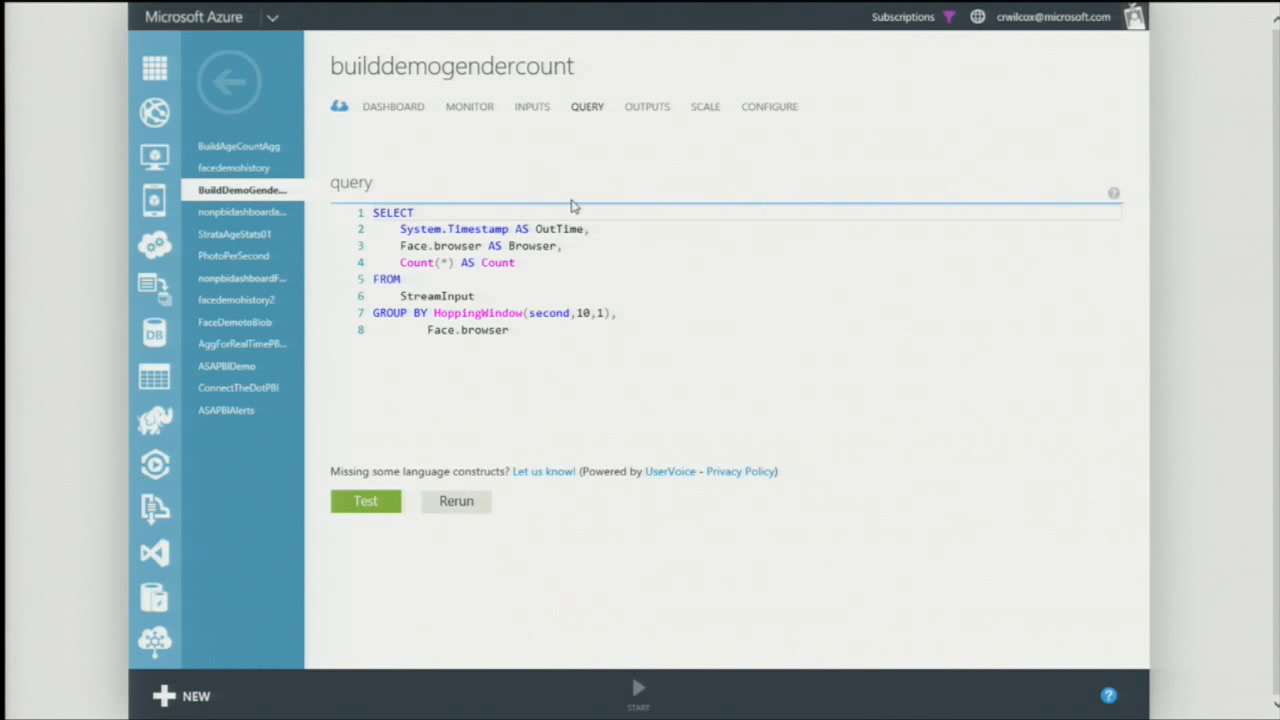 Microsoft Azure
Subscriptions
crwilcox@microsoft.com
builddemogendercount
DASHBOARD MONITOR INPUTS QUERY OUTPUTS SCALE CONFIGURE
BuildAgeCountAgg
facedemohistory
BuildDemoGende...
nonpbidashboarda...
StrataAgeStats01
PhotoPerSecond
nonpbidashboardF...
facedemohistory2
FaceDemotoBlob
AggForRealTimePB...
ASAPBIDemo
ConnectTheDotPBI
ASAPBIAlerts
DB
query
?
1 SELECT
2 System.Timestamp AS OutTime,
3 Face.browser AS Browser,
4 Count(*) AS Count
5 FROM
6 StreamInput
7 GROUP BY HoppingWindow(second,10,1),
8 Face.browser
Missing some language constructs? Let us know! (Powered by UserVoice - Privacy Policy)
Test Rerun
NEW
START
?